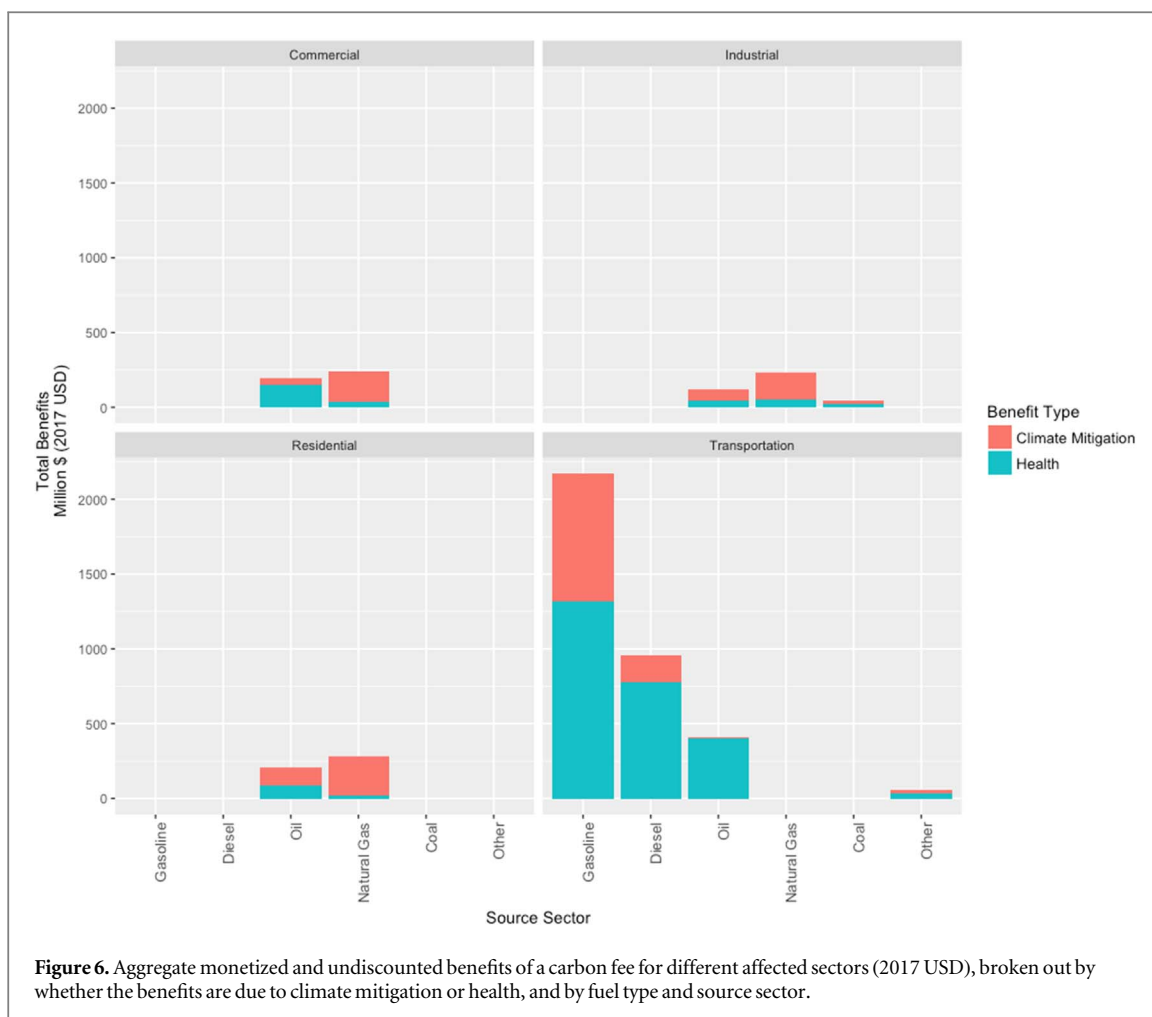 Commercial
Industrial
2000
1500
1000
500
0
Residential
Transportation
2000
1500
1000
500
0
Total Benefits
Million $ (2017 USD)
Gasoline
Diesel
Oil
Natural Gas
Coal
Other
Gasoline
Diesel
Oil
Natural Gas
Coal
Other
Source Sector
Benefit Type
Climate Mitigation
Health
Figure 6. Aggregate monetized and undiscounted benefits of a carbon fee for different affected sectors (2017 USD), broken out by
whether the benefits are due to climate mitigation or health, and by fuel type and source sector.